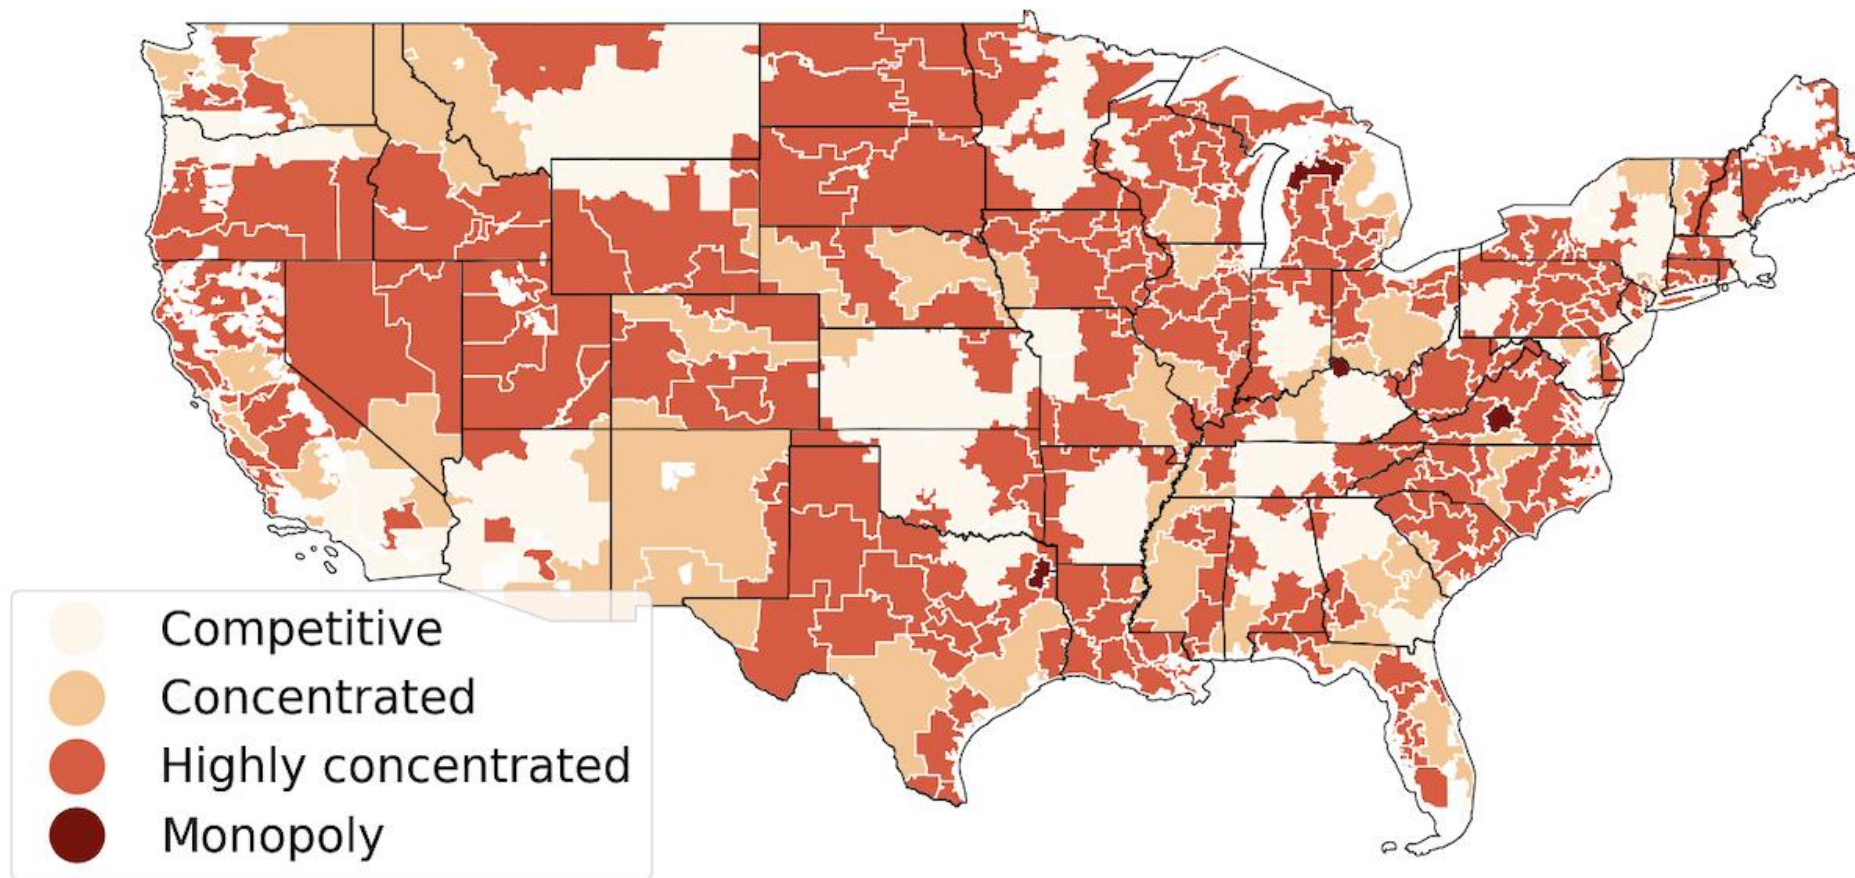 Competitive
Concentrated
Highly concentrated
Monopoly